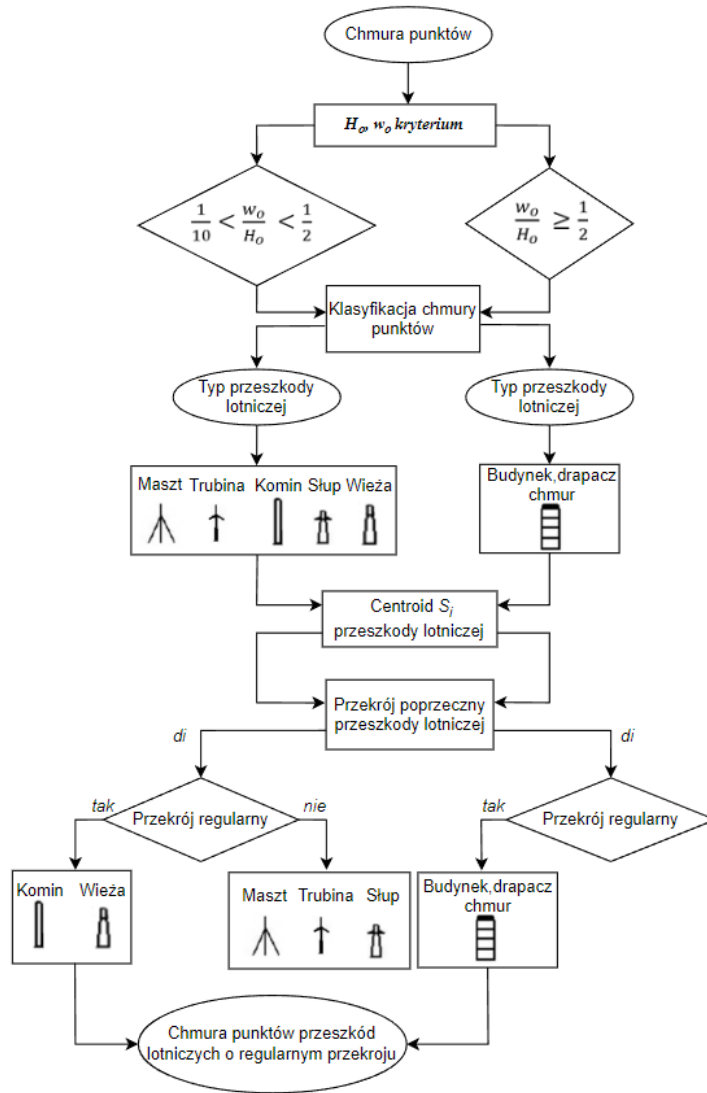 Chmura punktów
Hₒ, wₒ kryterium
1/10 < wₒ/Hₒ < 1/2
wₒ/Hₒ ≥ 1/2
Klasyfikacja chmury
punktów
Typ przeszkody
lotniczej
Typ przeszkody
lotniczej
Maszt Trubina Komin Słup Wieża
Budynek,drapacz
chmur
Centroid Sᵢ
przeszkody lotniczej
Przekrój poprzeczny
przeszkody lotniczej
di
di
tak
Przekrój regularny
nie
tak
Przekrój regularny
Komin Wieża
Maszt Trubina Słup
Budynek,drapacz
chmur
Chmura punktów przeszkód
lotniczych o regularnym przekroju